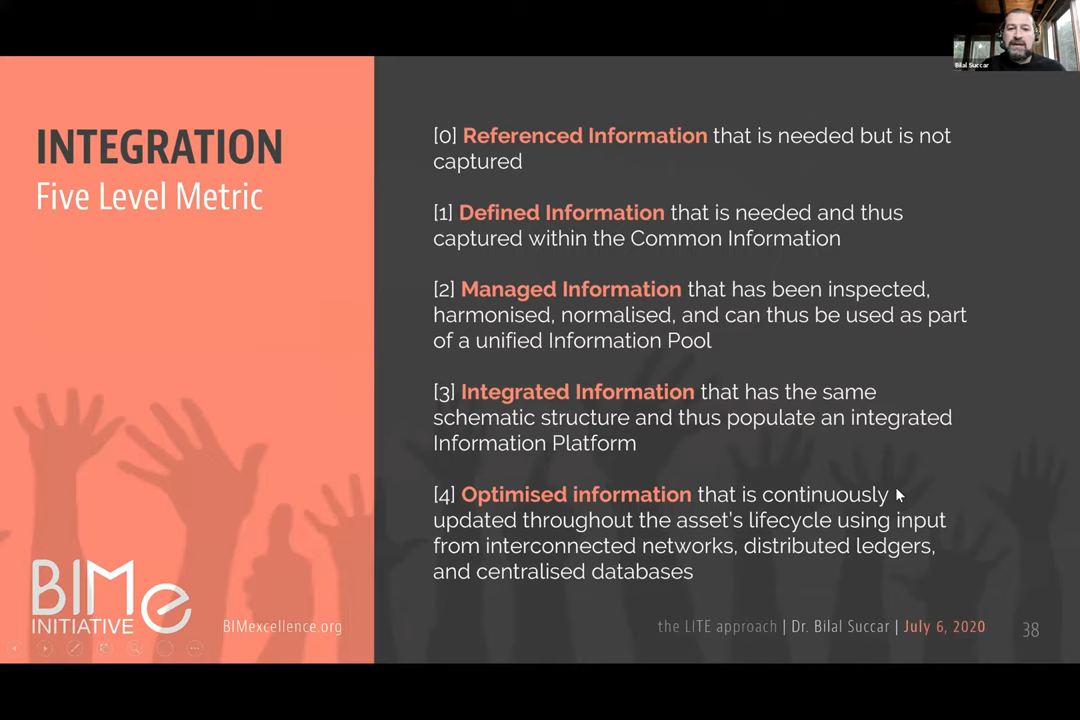 Bilal Succar
INTEGRATION
Five Level Metric
[0] Referenced Information that is needed but is not
captured
[1] Defined Information that is needed and thus
captured within the Common Information
[2] Managed Information that has been inspected,
harmonised, normalised, and can thus be used as part
of a unified Information Pool
[3] Integrated Information that has the same
schematic structure and thus populate an integrated
Information Platform
[4] Optimised information that is continuously
updated throughout the asset's lifecycle using input
from interconnected networks, distributed ledgers,
and centralised databases
BIMe
INITIATIVE
BIMexcellence.org
the LITE approach | Dr. Bilal Succar | July 6, 2020
38